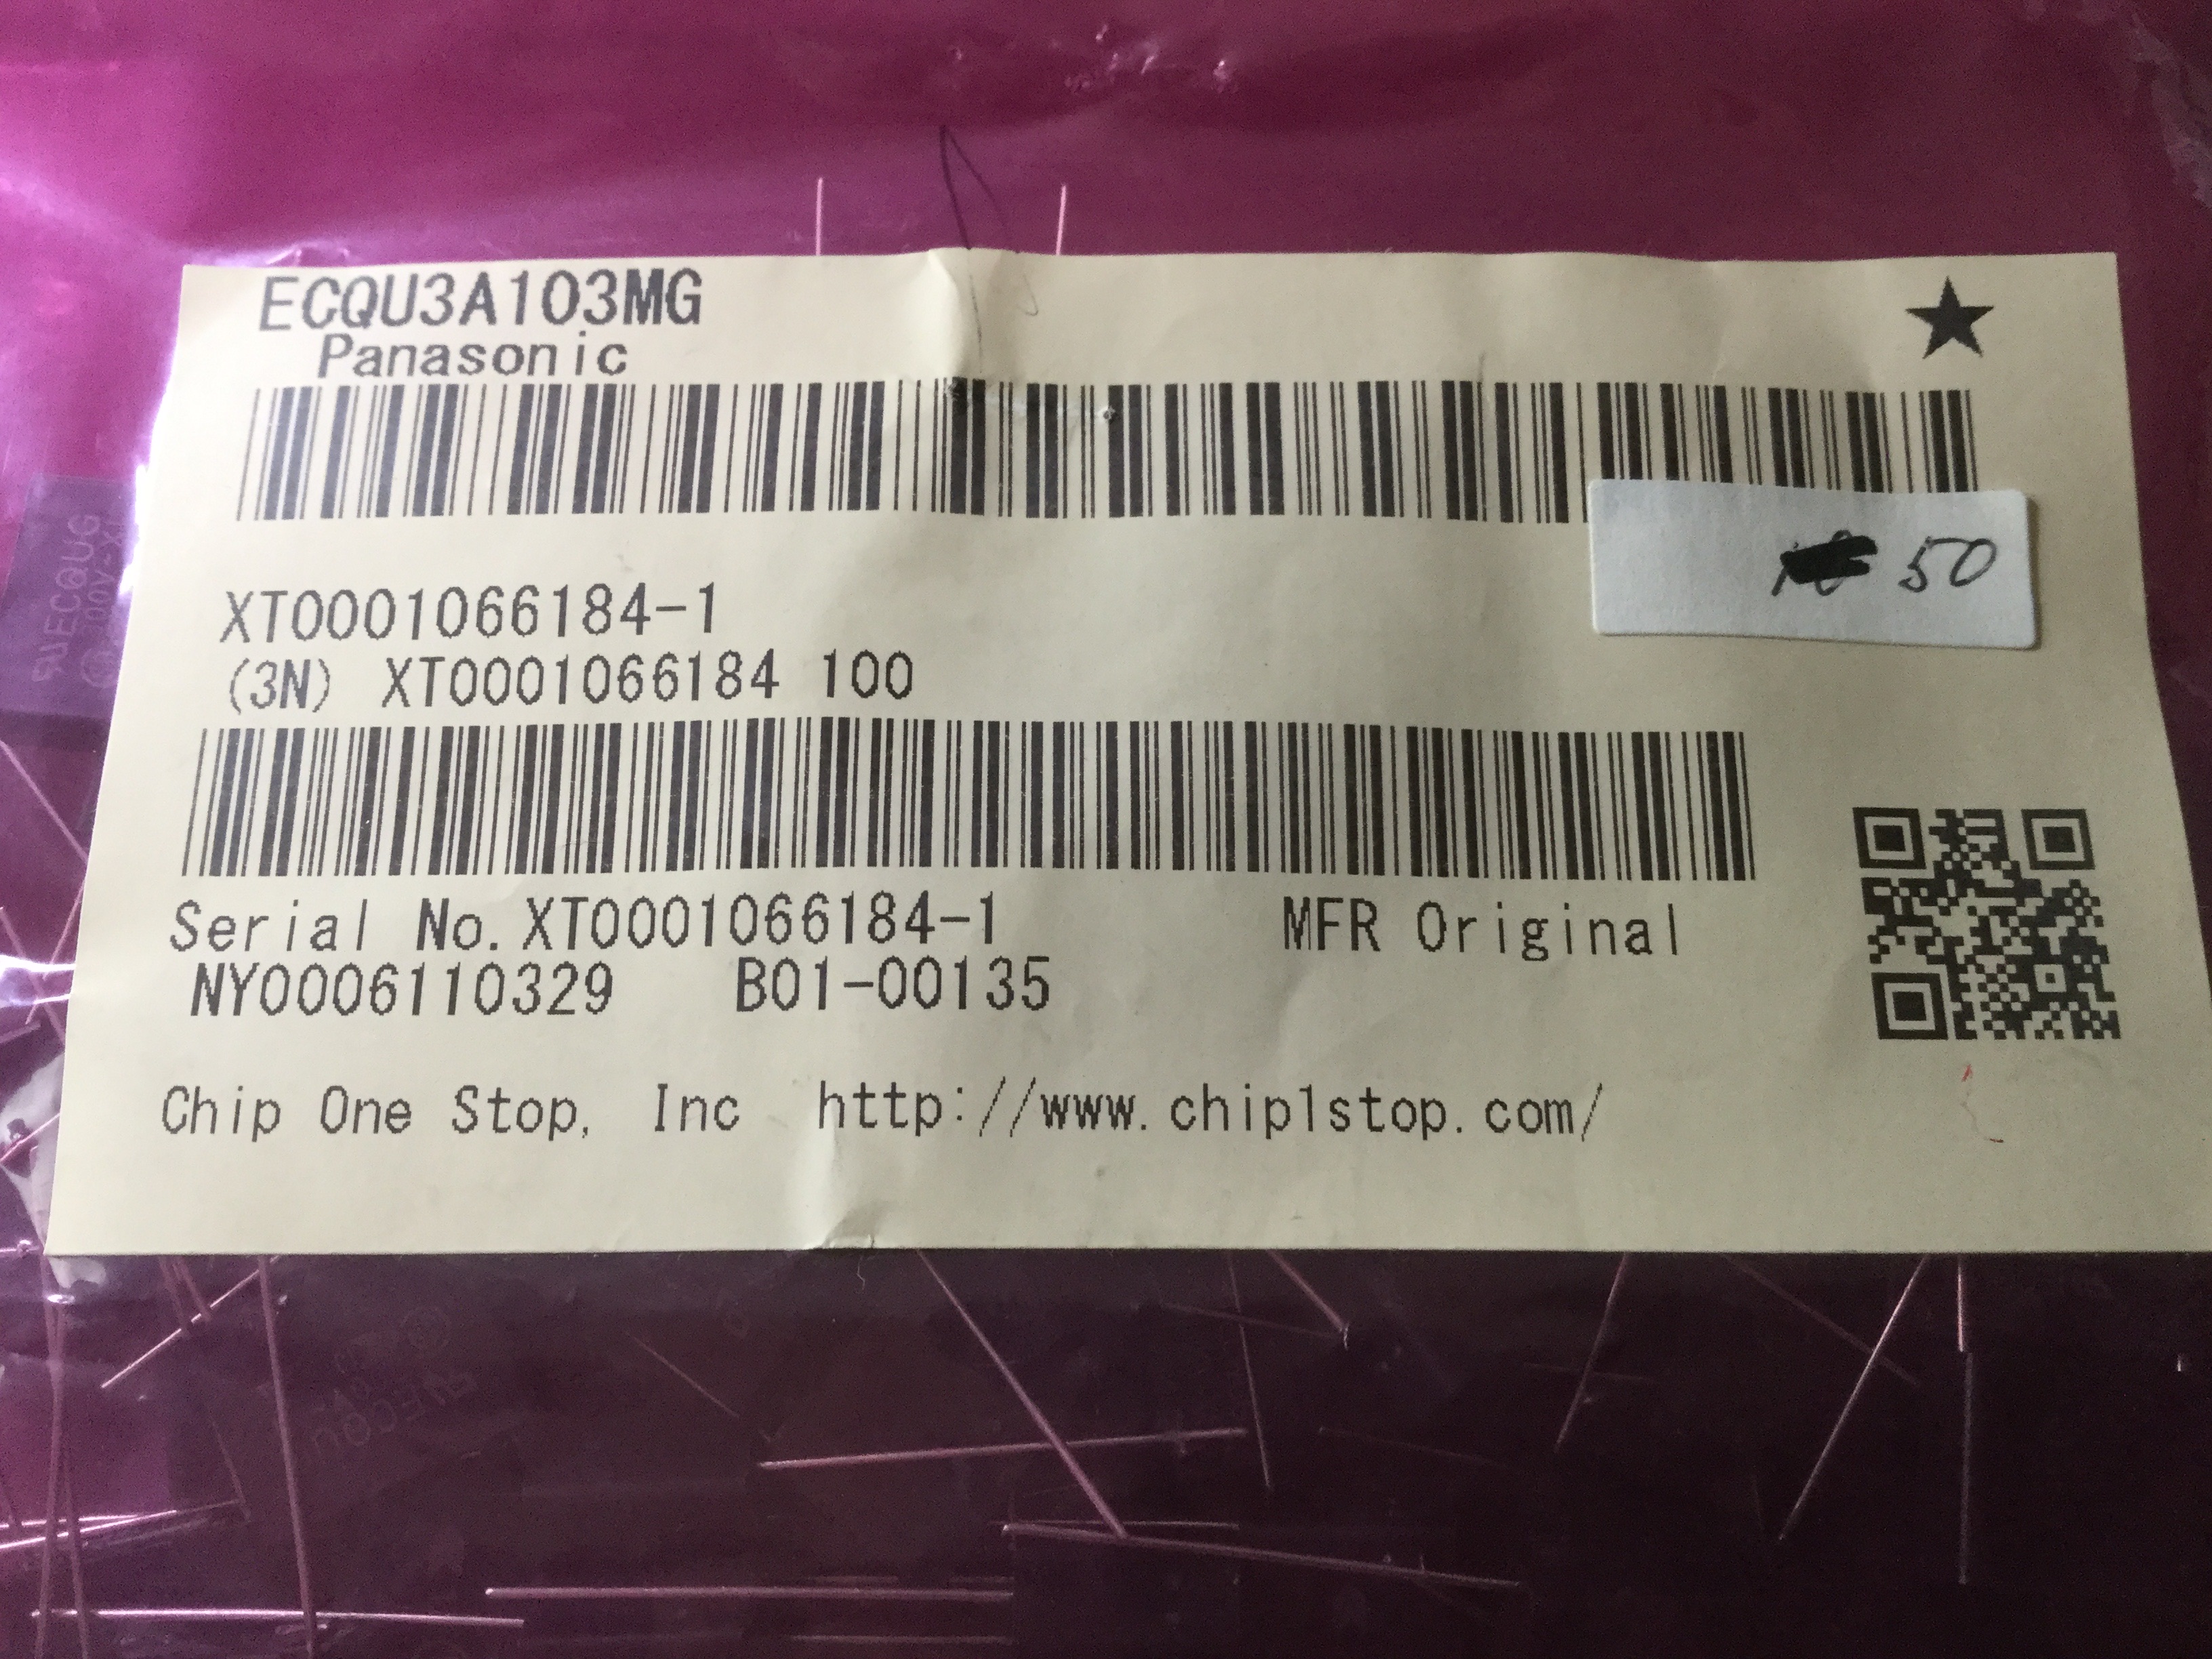 ECQU3A103MG
Panasonic
50
XT0001066184-1
(3N) XT0001066184 100
Serial No. XT0001066184-1 MFR Original
NY0006110329 B01-00135
Chip One Stop, Inc http://www.chip1stop.com/
ECQUG